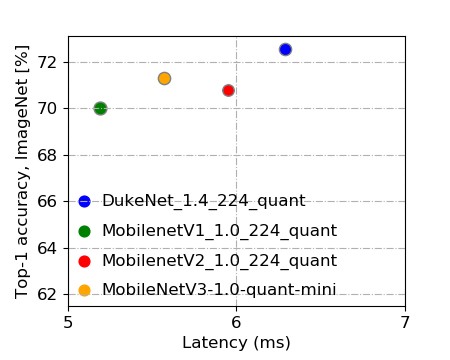 Top-1 accuracy, ImageNet [%]
72
70
68
66
64
62
DukeNet_1.4_224_quant
MobilenetV1_1.0_224_quant
MobilenetV2_1.0_224_quant
MobileNetV3-1.0-quant-mini
5 6 7
Latency (ms)